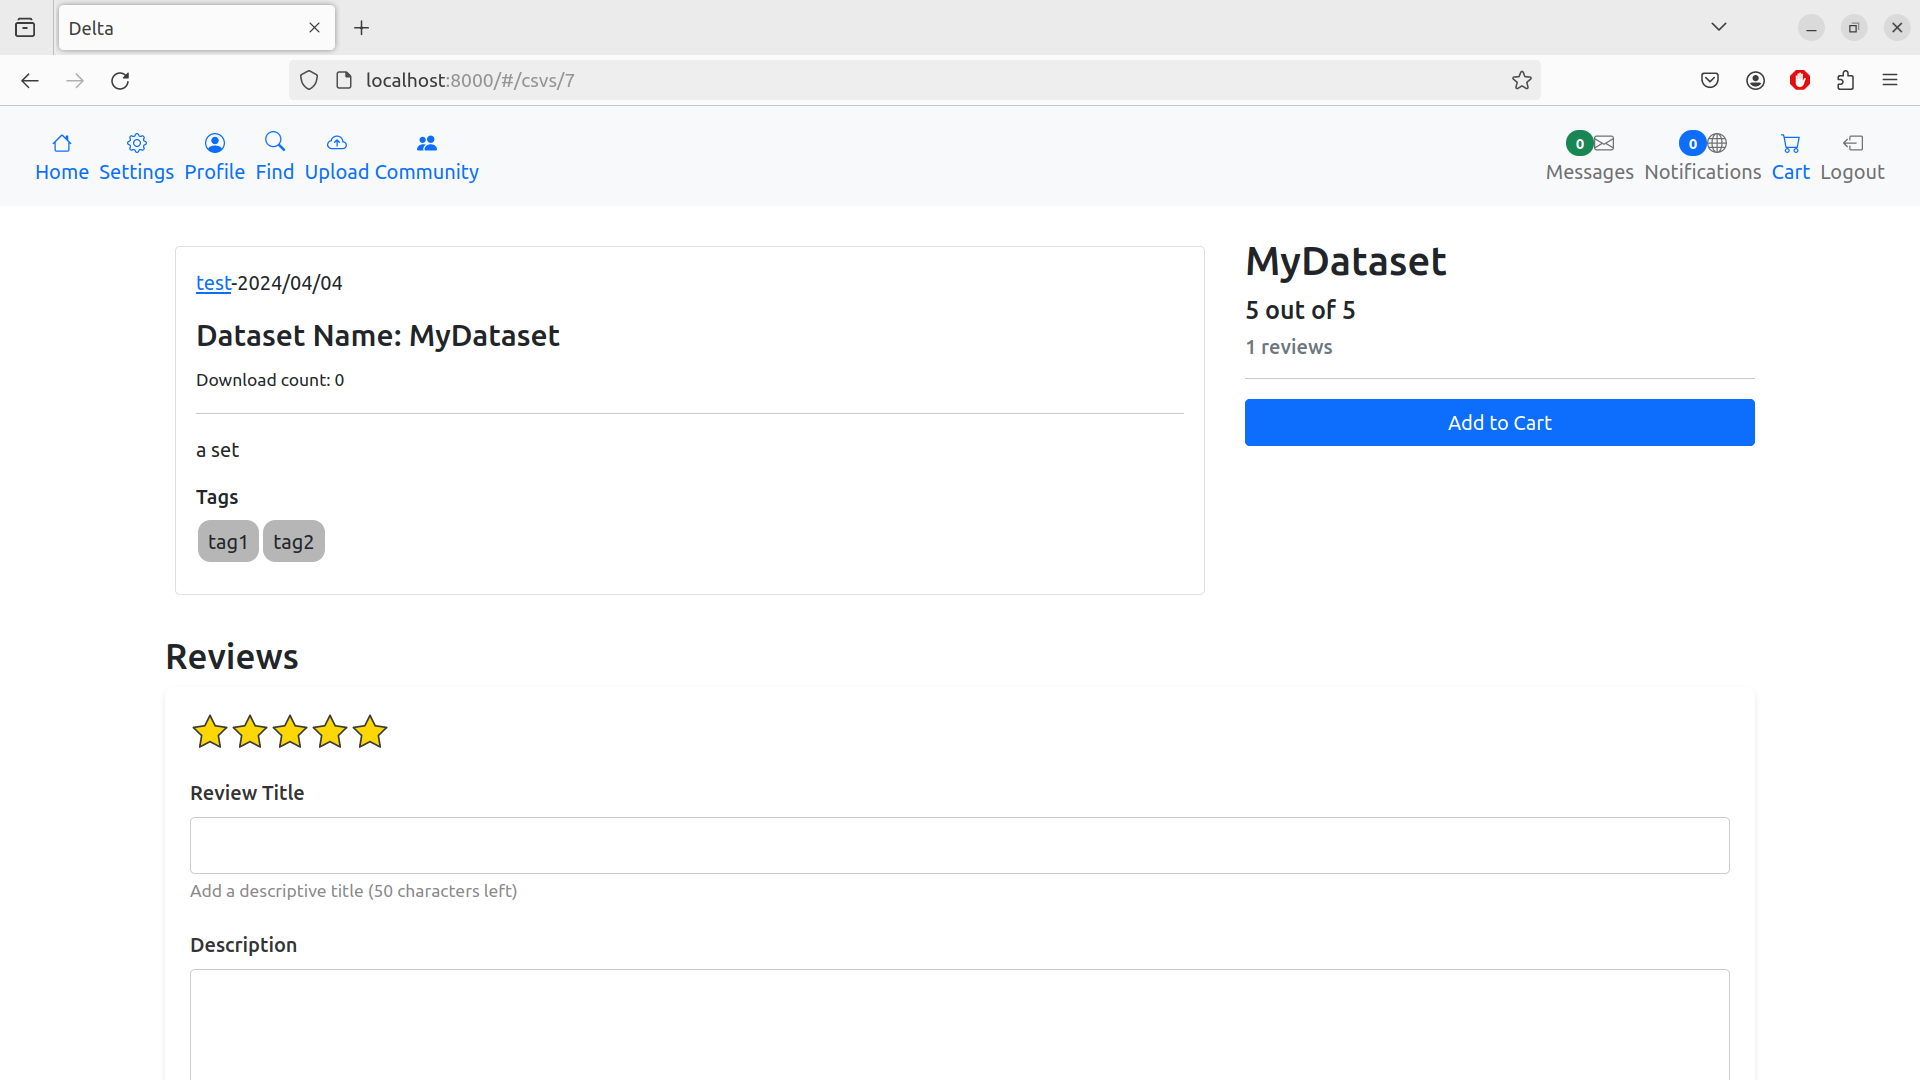 Delta
localhost:8000/#/csvs/7
Home Settings Profile Find Upload Community
0 0
Messages Notifications Cart Logout
test-2024/04/04
Dataset Name: MyDataset
Download count: 0
a set
Tags
tag1 tag2
MyDataset
5 out of 5
1 reviews
Add to Cart
Reviews
Review Title
Add a descriptive title (50 characters left)
Description